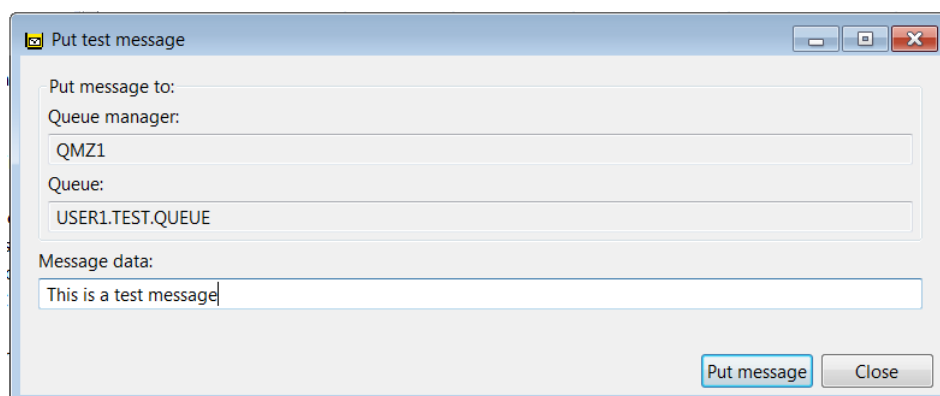 Put test message
Put message to:
Queue manager:
QMZ1
Queue:
USER1.TEST.QUEUE
Message data:
This is a test message
Put message Close